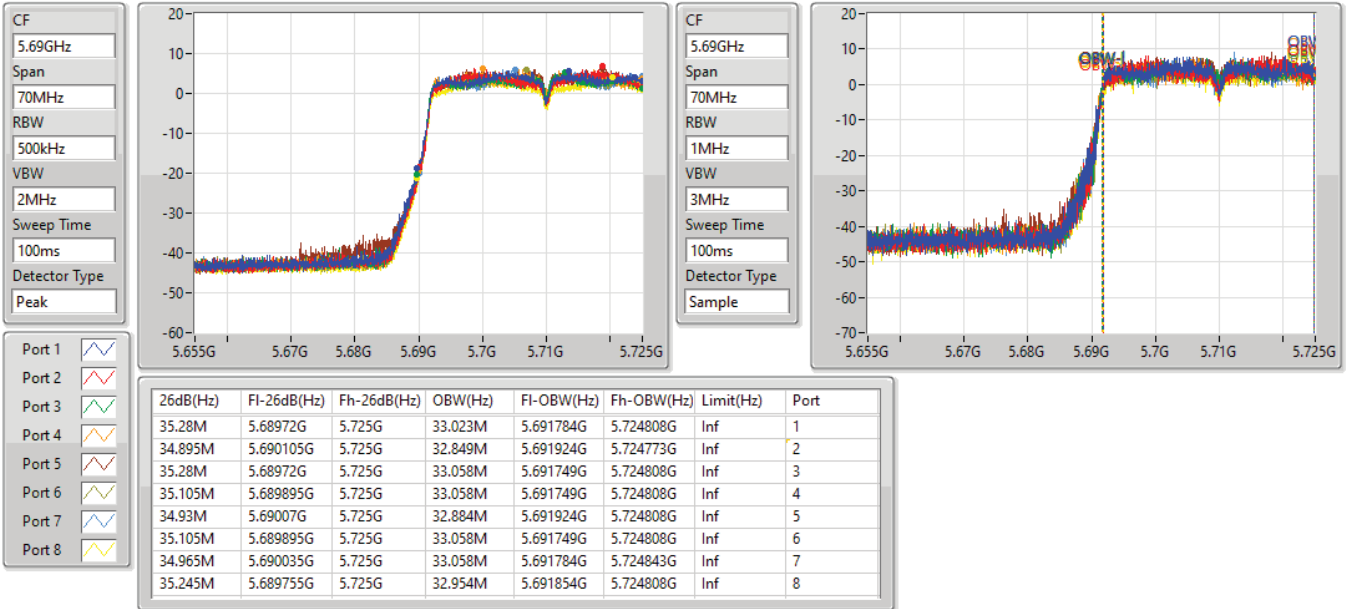 CF
5.69GHz
Span
70MHz
RBW
500kHz
VBW
2MHz
Sweep Time
100ms
Detector Type
Peak
20
10
0
-10
-20
-30
-40
-50
-60
5.655G 5.67G 5.68G 5.69G 5.7G 5.71G 5.725G
CF
5.69GHz
Span
70MHz
RBW
1MHz
VBW
3MHz
Sweep Time
100ms
Detector Type
Sample
20
10
0
-10
-20
-30
-40
-50
-60
-70
OBW-l
OBW
OBW
5.655G 5.67G 5.68G 5.69G 5.7G 5.71G 5.725G
Port 1
Port 2
Port 3
Port 4
Port 5
Port 6
Port 7
Port 8
26dB(Hz) Fl-26dB(Hz) Fh-26dB(Hz) OBW(Hz) Fl-OBW(Hz) Fh-OBW(Hz) Limit(Hz) Port
35.28M 5.68972G 5.725G 33.023M 5.691784G 5.724808G Inf 1
34.895M 5.690105G 5.725G 32.849M 5.691924G 5.724773G Inf 2
35.28M 5.68972G 5.725G 33.058M 5.691749G 5.724808G Inf 3
35.105M 5.689895G 5.725G 33.058M 5.691749G 5.724808G Inf 4
34.93M 5.69007G 5.725G 32.884M 5.691924G 5.724808G Inf 5
35.105M 5.689895G 5.725G 33.058M 5.691749G 5.724808G Inf 6
34.965M 5.690035G 5.725G 33.058M 5.691784G 5.724843G Inf 7
35.245M 5.689755G 5.725G 32.954M 5.691854G 5.724808G Inf 8